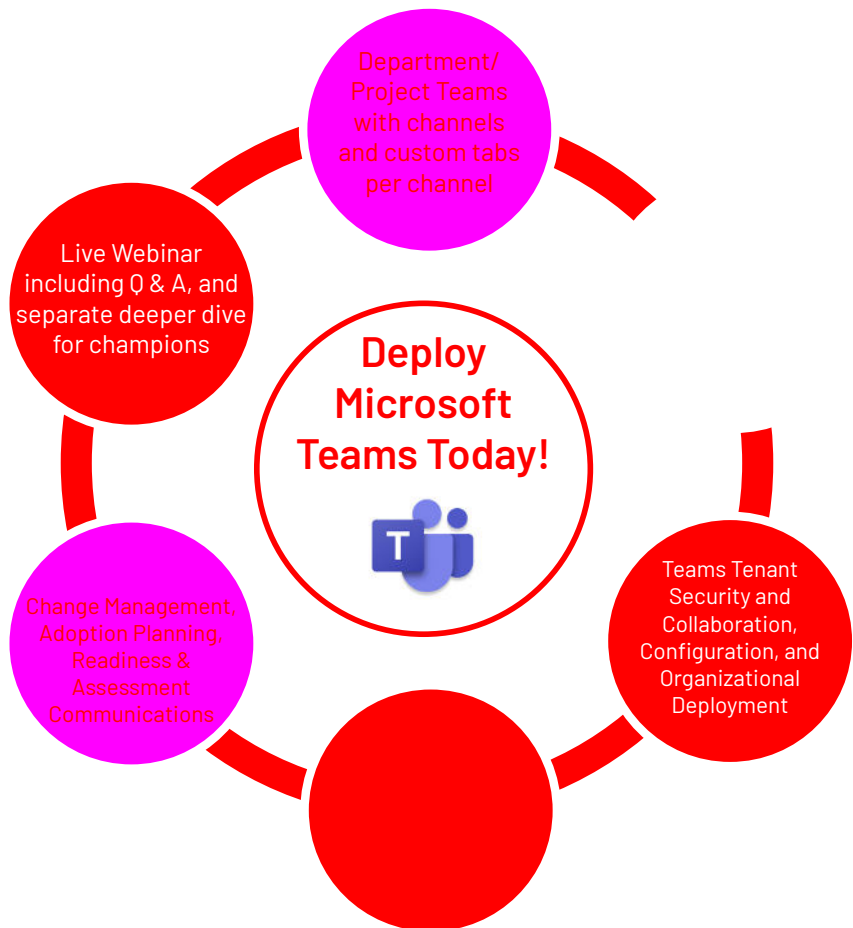 Department/
Project Teams
with channels
and custom tabs
per channel
Live Webinar
including Q & A, and
separate deeper dive
for champions
Deploy
Microsoft
Teams Today!
T
Teams Tenant
Security and
Collaboration,
Configuration, and
Organizational
Deployment
Change Management,
Adoption Planning,
Readiness &
Assessment
Communications